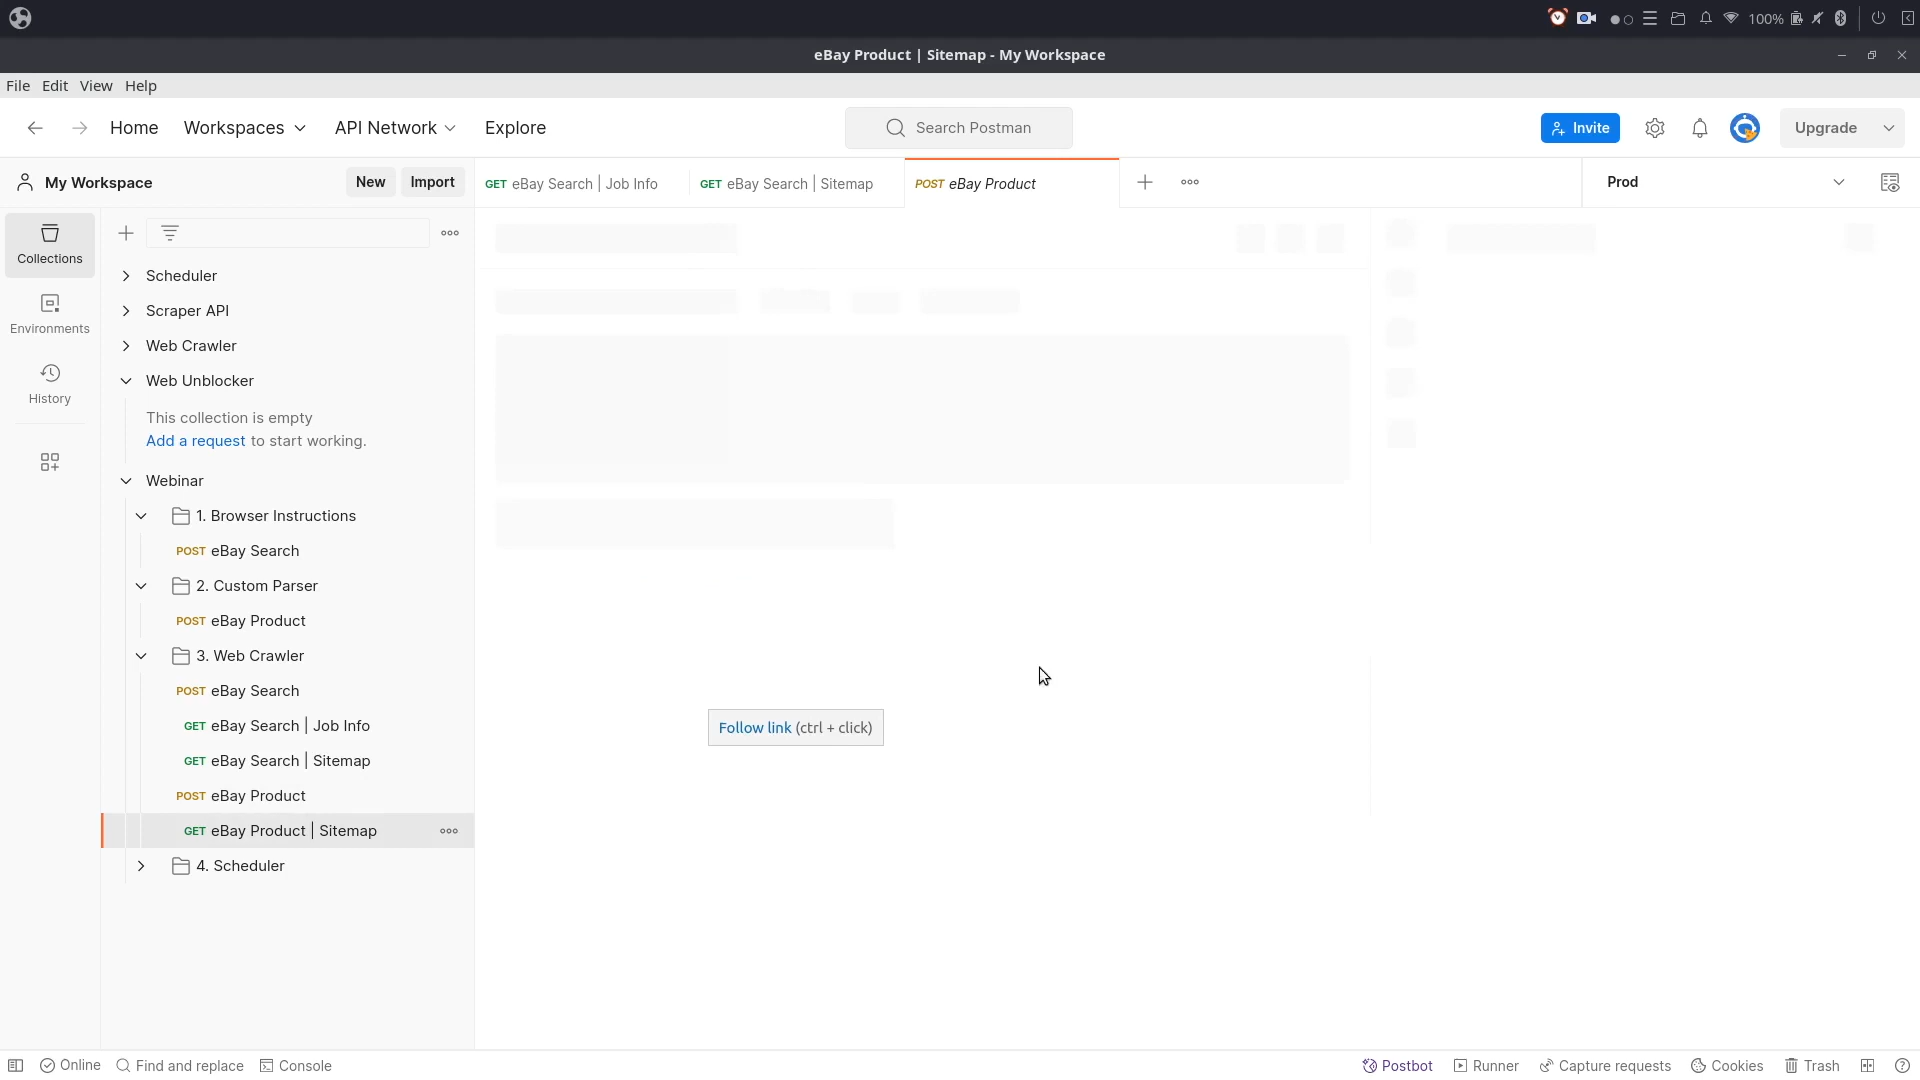 100%
eBay Product | Sitemap - My Workspace
File Edit View Help
Home Workspaces API Network Explore
Search Postman
Invite
Upgrade
My Workspace
New
Import
GET eBay Search | Job Info
GET eBay Search | Sitemap
POST eBay Product
Prod
Collections
Environments
History
Scheduler
Scraper API
Web Crawler
Web Unblocker
This collection is empty
Add a request to start working.
Webinar
1. Browser Instructions
POST eBay Search
2. Custom Parser
POST eBay Product
3. Web Crawler
POST eBay Search
GET eBay Search | Job Info
GET eBay Search | Sitemap
POST eBay Product
GET eBay Product | Sitemap
4. Scheduler
Follow link (ctrl + click)
Online
Find and replace
Console
Postbot
Runner
Capture requests
Cookies
Trash